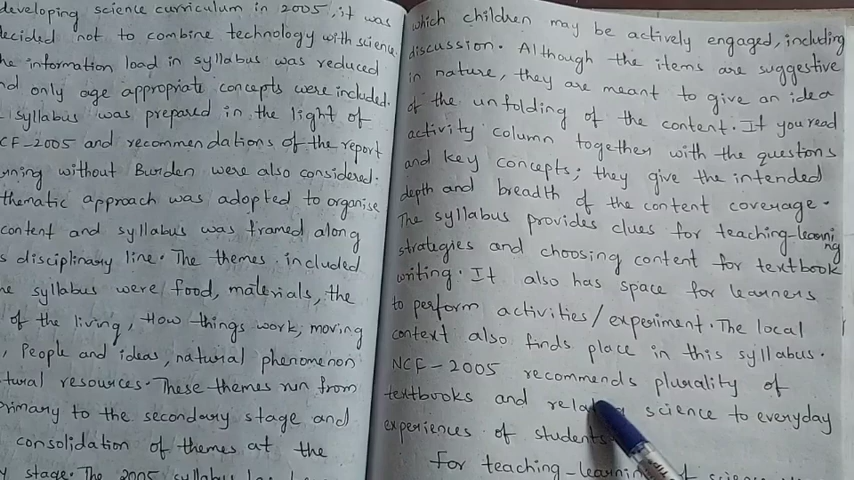 developing science curriculum in 2005, it was
decided not to combine technology with science.
the information load in syllabus was reduced
and only age appropriate concepts were included.
syllabus was prepared in the light of
NCF-2005 and recommendations of the report
without Burden were also considered.
thematic approach was adopted to organise
content and syllabus was framed along
disciplinary line. The themes included
syllabus were food, materials, the
of the living, How things work, moving
, People and ideas, natural phenomenon
resources. These themes run from
primary to the secondary stage and
consolidation of themes at the
stage. The 2005 syllabus
which children may be actively engaged, including
discussion. Although the items are suggestive
in nature, they are meant to give an idea
of the unfolding of the content. If you read
activity column together with the questions
and key concepts; they give the intended
depth and breadth of the content coverage.
The syllabus provides clues for teaching-learning
strategies and choosing content for textbook
writing. It also has space for learners
to perform activities/experiment. The local
context also finds place in this syllabus.
NCF-2005 recommends plurality of
textbooks and science to everyday
experiences of students
For teaching-learning of science